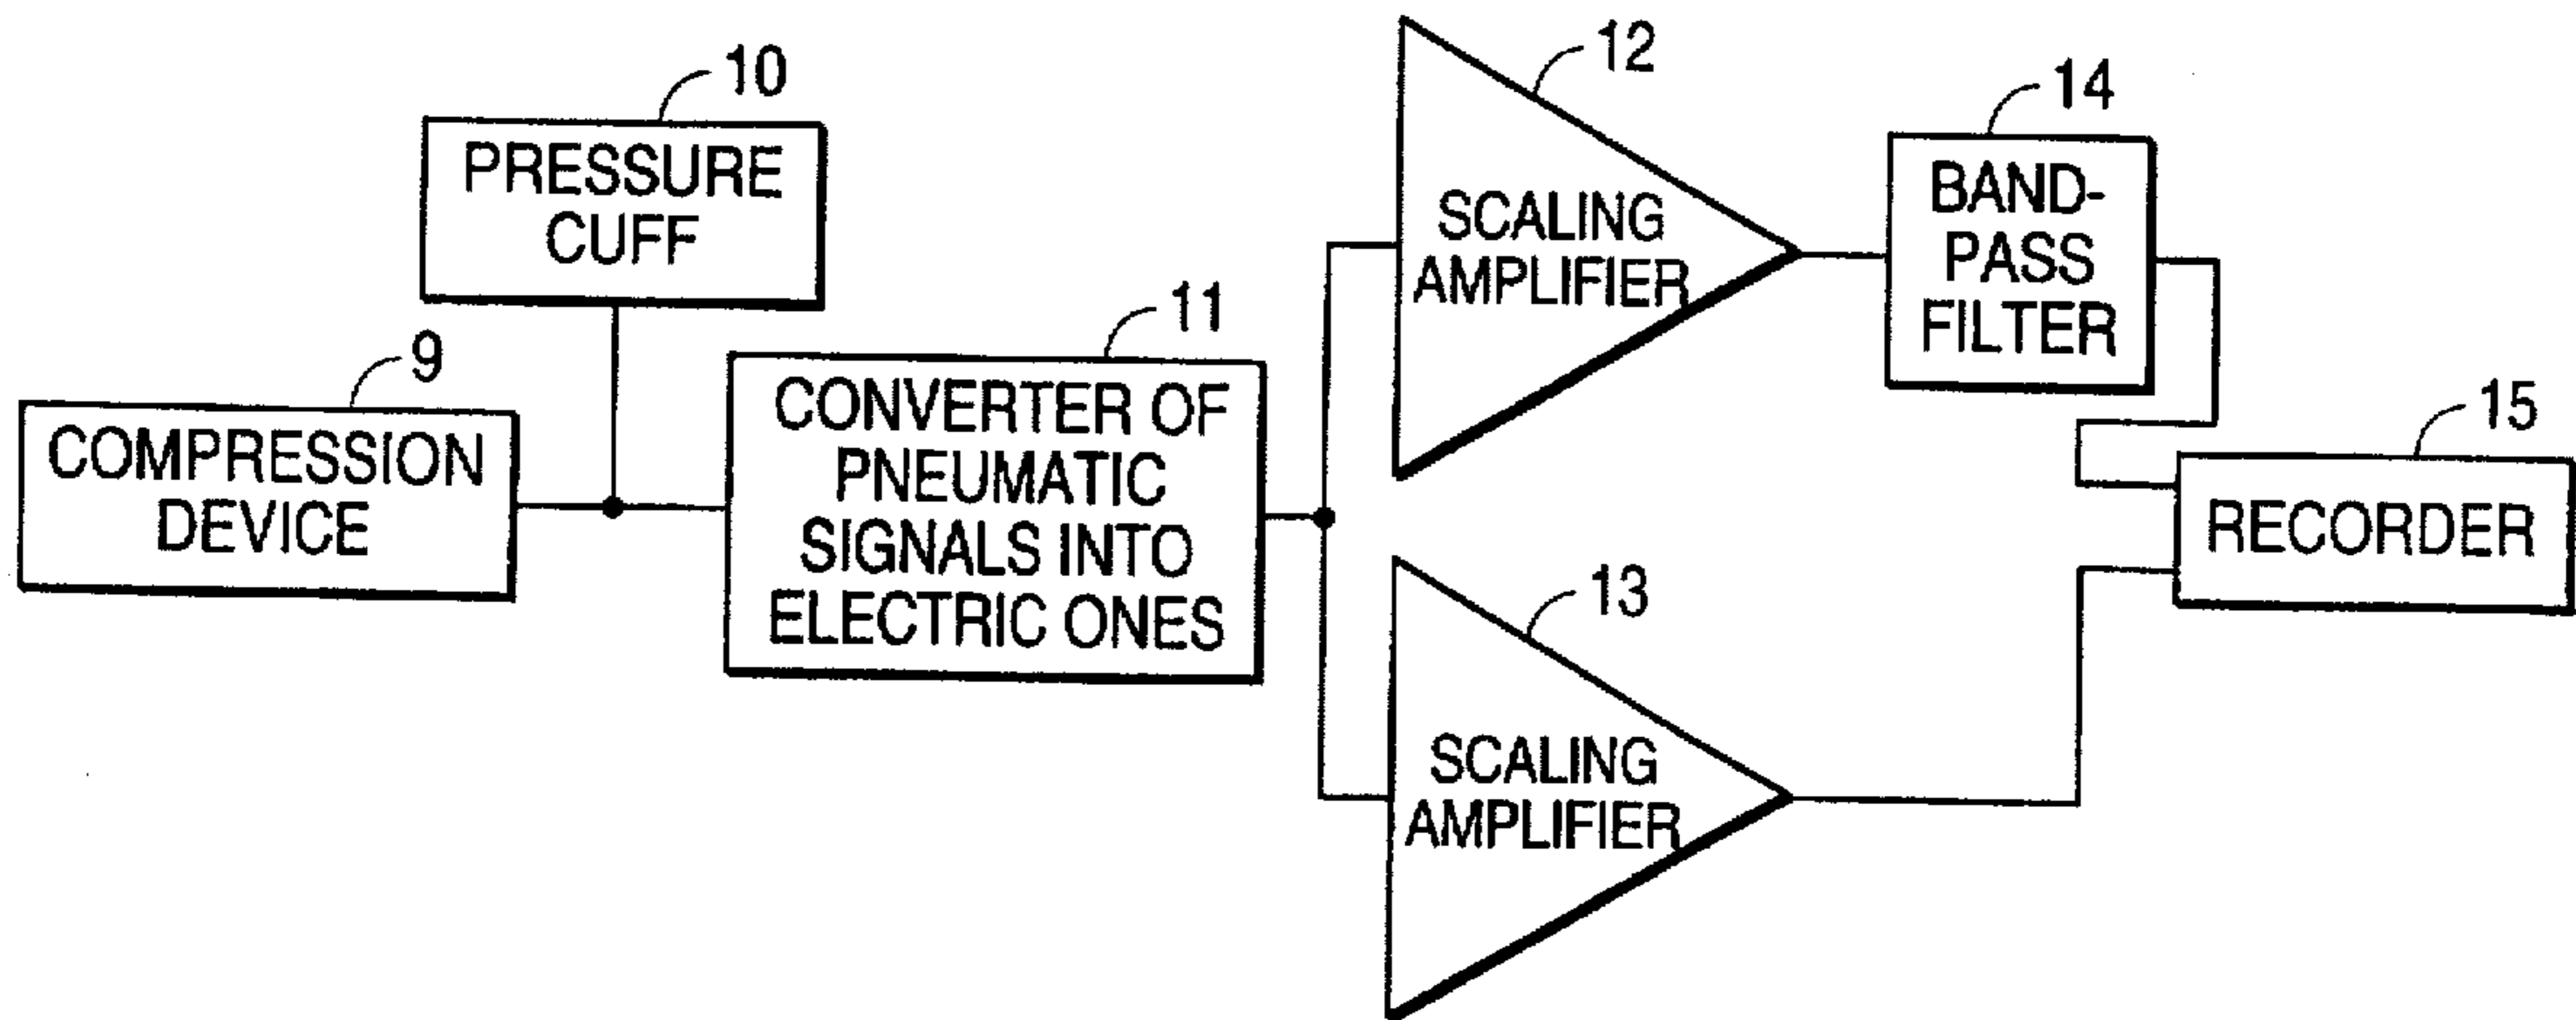 10
PRESSURE
CUFF
9
COMPRESSION
DEVICE
11
CONVERTER OF
PNEUMATIC
SIGNALS INTO
ELECTRIC ONES
12
SCALING
AMPLIFIER
13
SCALING
AMPLIFIER
14
BAND-
PASS
FILTER
15
RECORDER